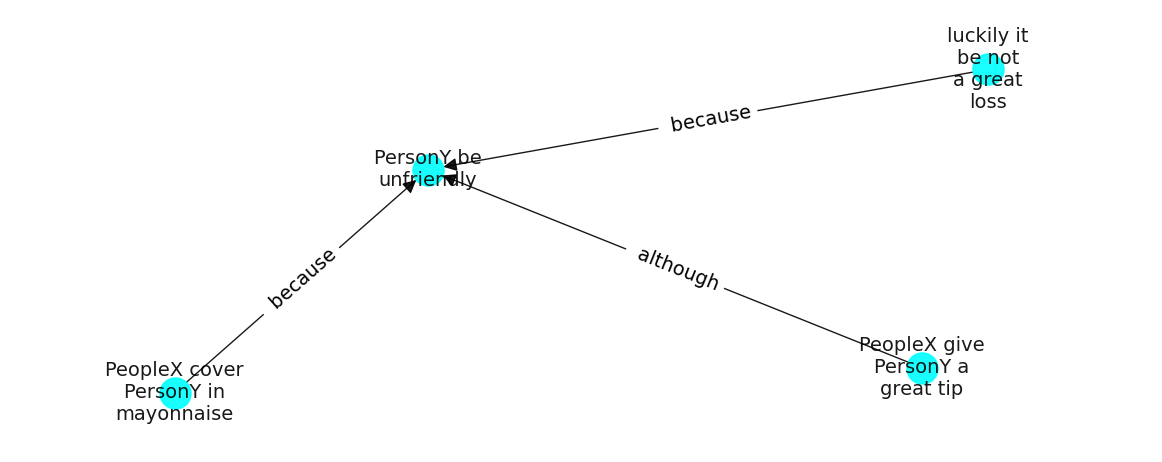 luckily it
be not
a great
loss
because
PersonY be
unfriendly
although
because
PeopleX give
PersonY a
great tip
PeopleX cover
PersonY in
mayonnaise